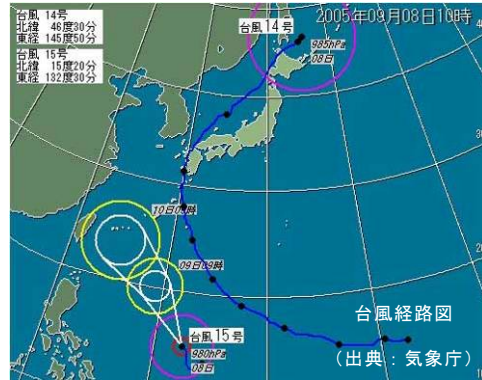 台風 14号
北緯 46度30分
東経 145度50分
台風 15号
北緯 15度20分
東経 132度30分
2005年09月08日10時
台風14号
985hPa
08日
10日09時
09日09時
台風15号
980hPa
08日
台風経路図
(出典:気象庁)